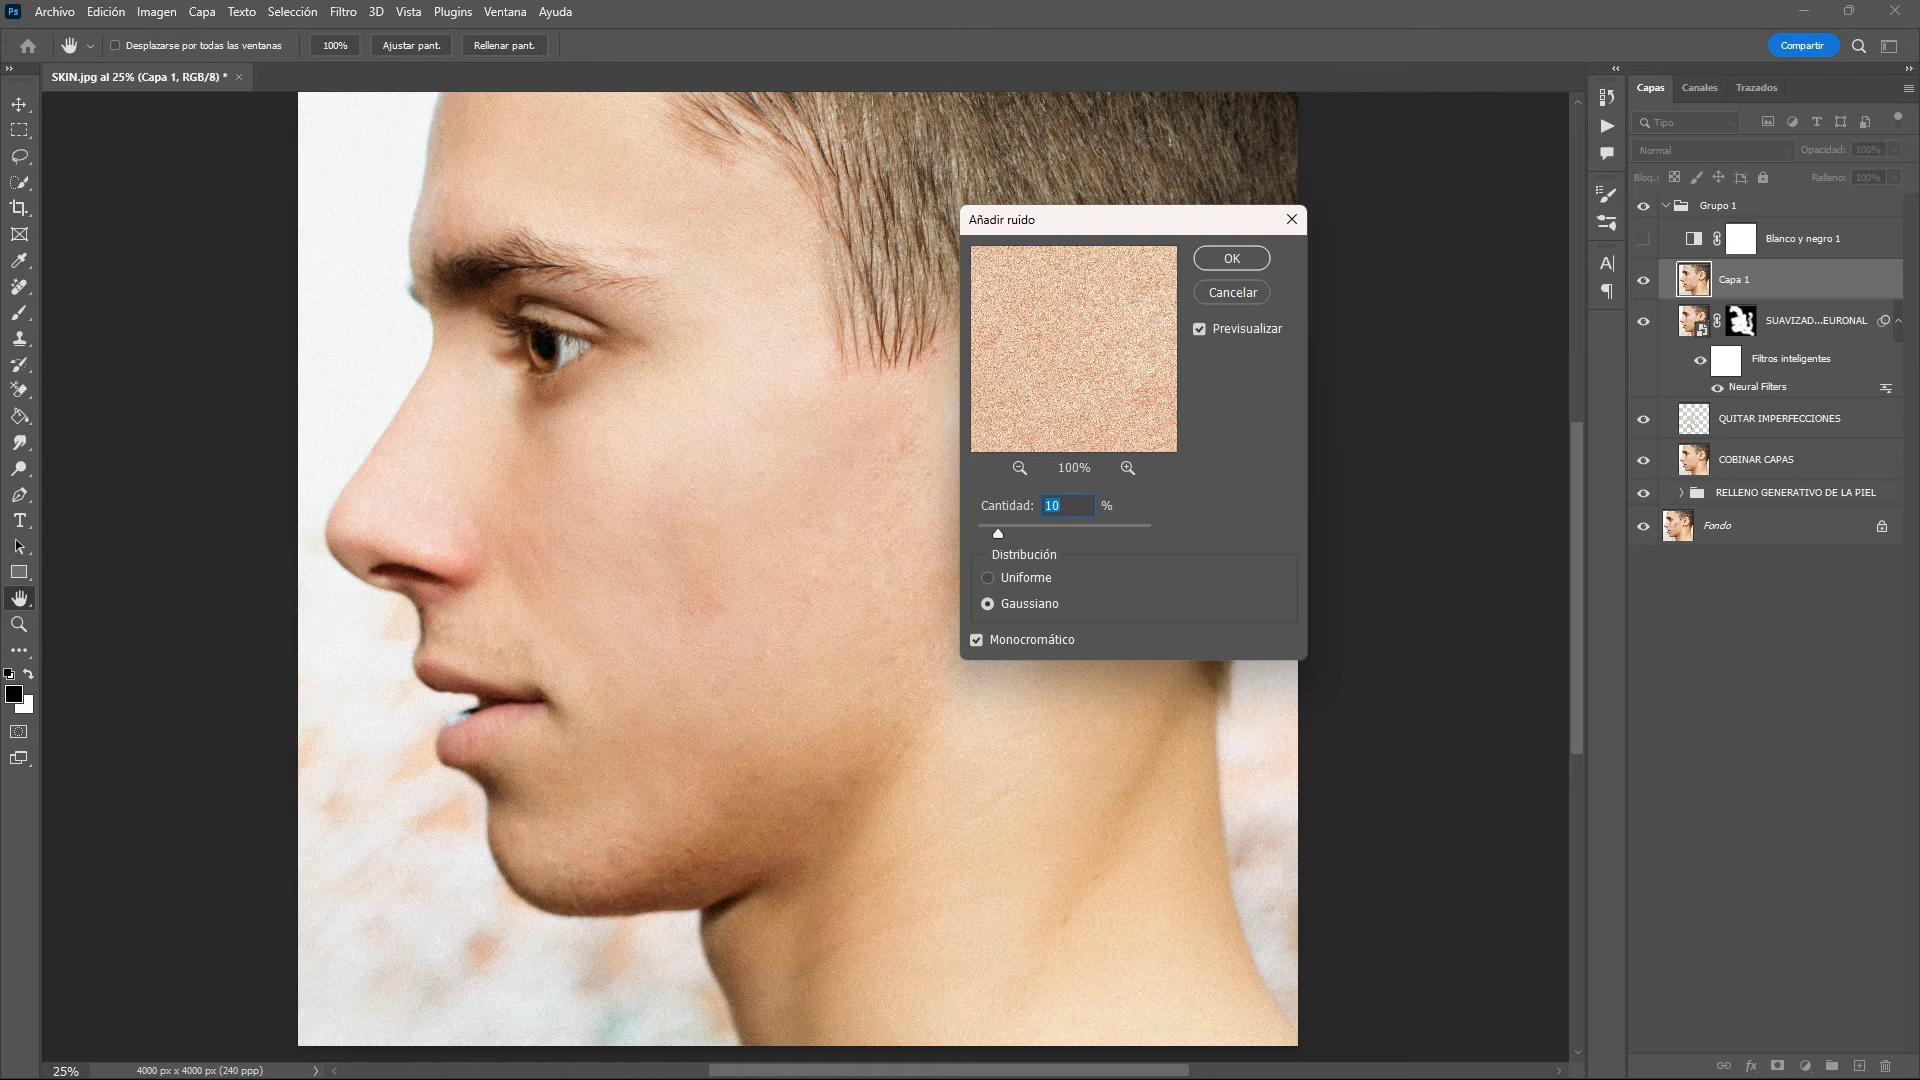 Ps Archivo Edición Imagen Capa Texto Selección Filtro 3D Vista Plugins Ventana Ayuda
Desplazarse por todas las ventanas 100% Ajustar pant. Rellenar pant. Compartir
SKIN.jpg al 25% (Capa 1, RGB/8) *
Capas Canales Trazados
Tipo
Normal Opacidad: 100%
Bloq.: Relleno: 100%
Grupo 1
Blanco y negro 1
Capa 1
SUAVIZAD...EURONAL
Filtros inteligentes
Neural Filters
QUITAR IMPERFECCIONES
COBINAR CAPAS
RELLENO GENERATIVO DE LA PIEL
Fondo
Añadir ruido
OK
Cancelar
Previsualizar
100%
Cantidad: 10 %
Distribución
Uniforme
Gaussiano
Monocromático
25% 4000 px x 4000 px (240 ppp)